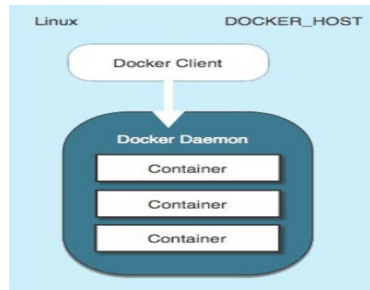 Linux DOCKER_HOST
Docker Client
Docker Daemon
Container
Container
Container